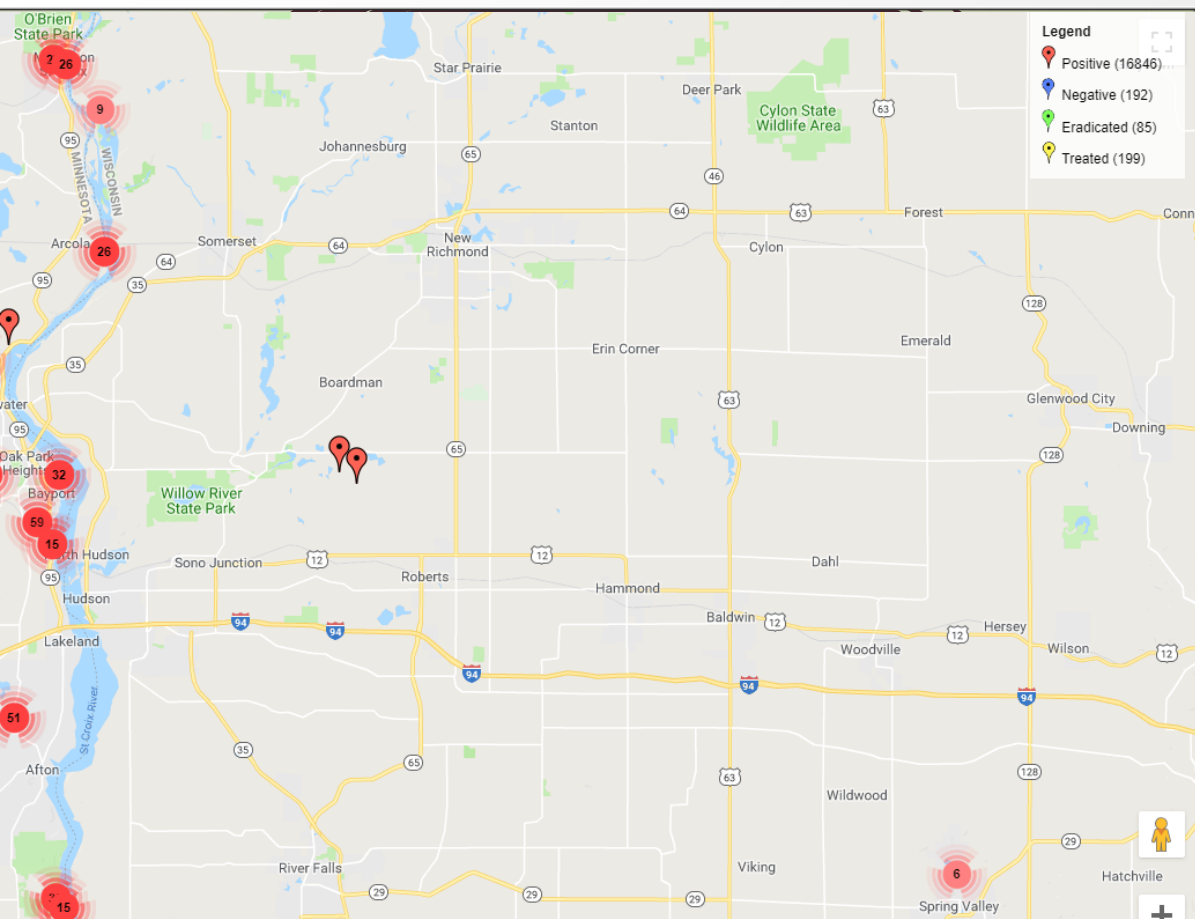 O'Brien
State Park
26
9
95
MINNESOTA
WISCONSIN
Star Prairie
Deer Park
Cylon State
Wildlife Area
63
Stanton
Johannesburg
65
46
Legend
Positive (16846)
Negative (192)
Eradicated (85)
Treated (199)
64
63
Forest
Conn
Arcola
26
Somerset
64
New
Richmond
Cylon
64
95
35
128
35
Erin Corner
Emerald
Boardman
63
Glenwood City
Downing
95
65
128
Oak Park
Heights
32
Bayport
Willow River
State Park
59
15
th Hudson
Sono Junction
12
12
Dahl
95
Roberts
Hammond
Hudson
94
94
Baldwin
12
Hersey
12
Lakeland
Woodville
Wilson
12
94
94
94
51
St Croix River
35
65
63
128
Afton
Wildwood
29
River Falls
Viking
6
Hatchville
29
29
29
15
Spring Valley